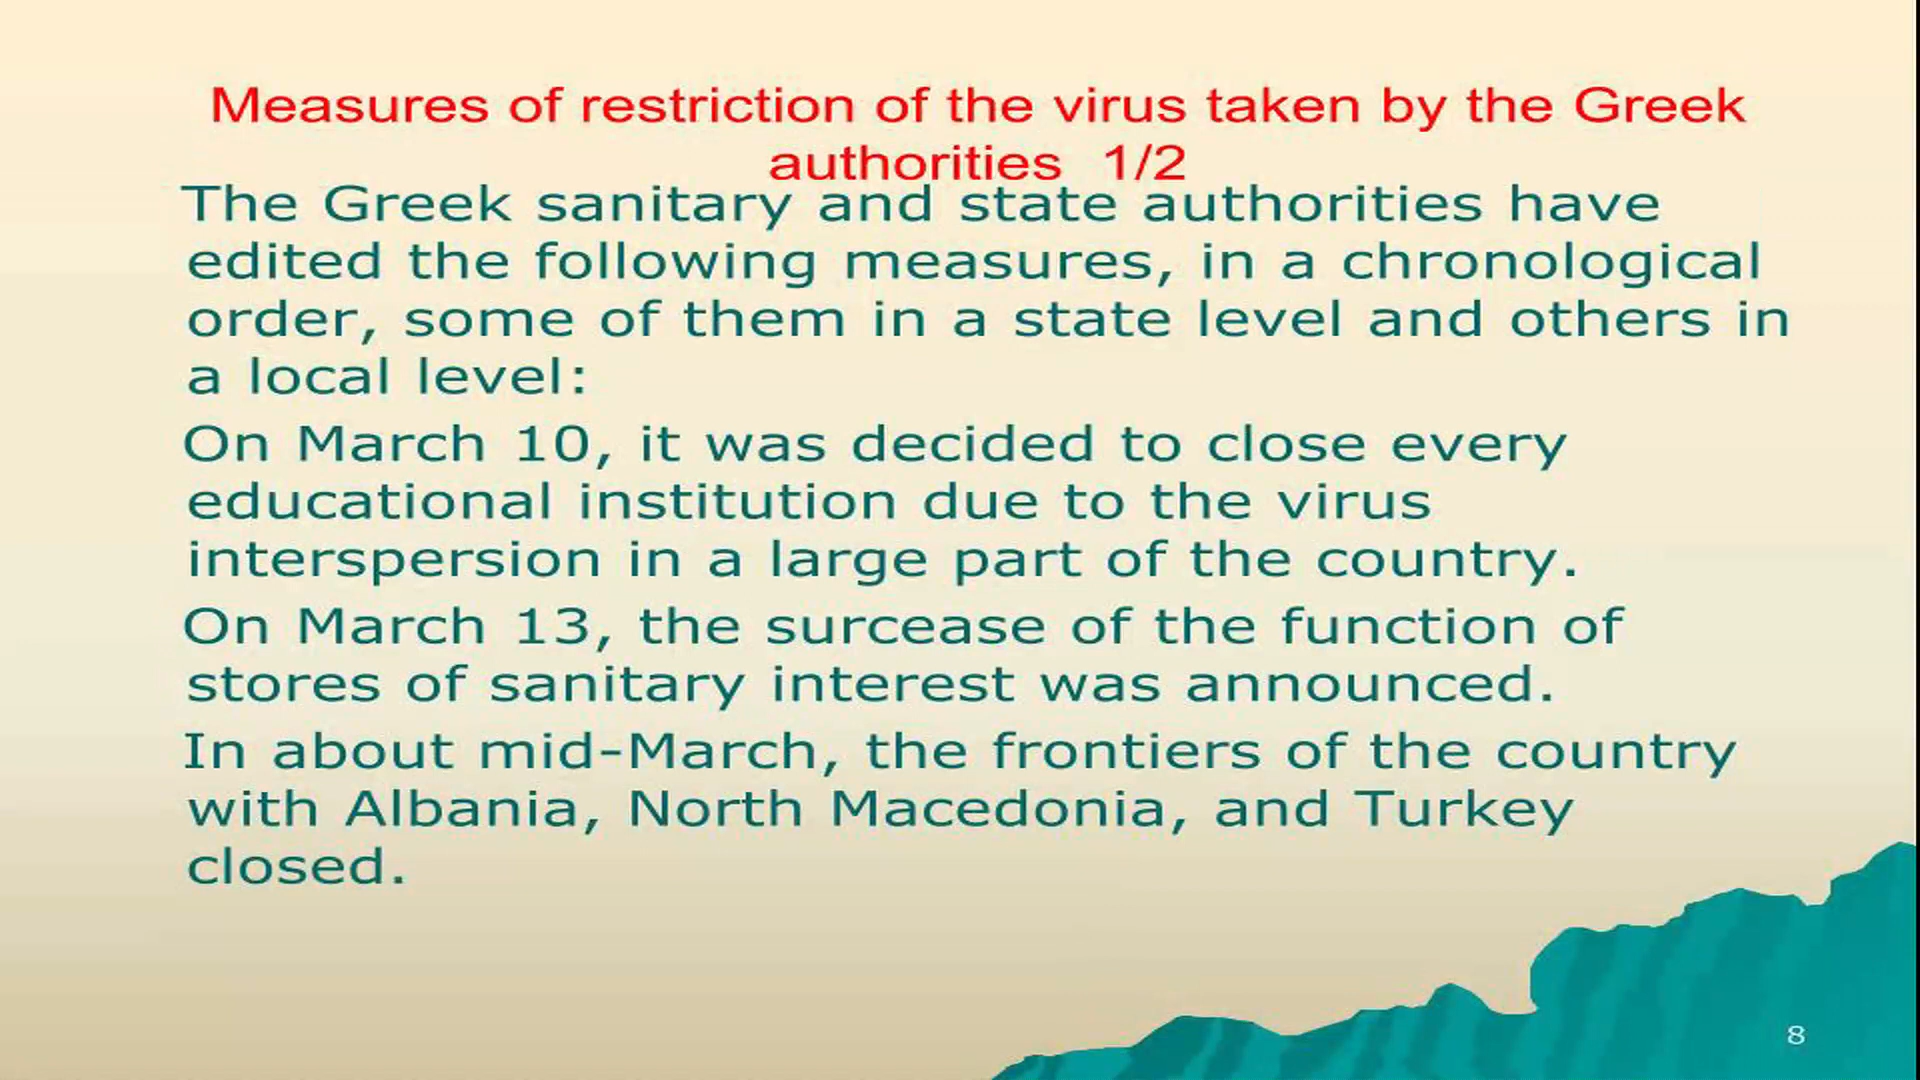 Measures of restriction of the virus taken by the Greek
authorities 1/2
The Greek sanitary and state authorities have
edited the following measures, in a chronological
order, some of them in a state level and others in
a local level:
On March 10, it was decided to close every
educational institution due to the virus
interspersion in a large part of the country.
On March 13, the surcease of the function of
stores of sanitary interest was announced.
In about mid-March, the frontiers of the country
with Albania, North Macedonia, and Turkey
closed.
8